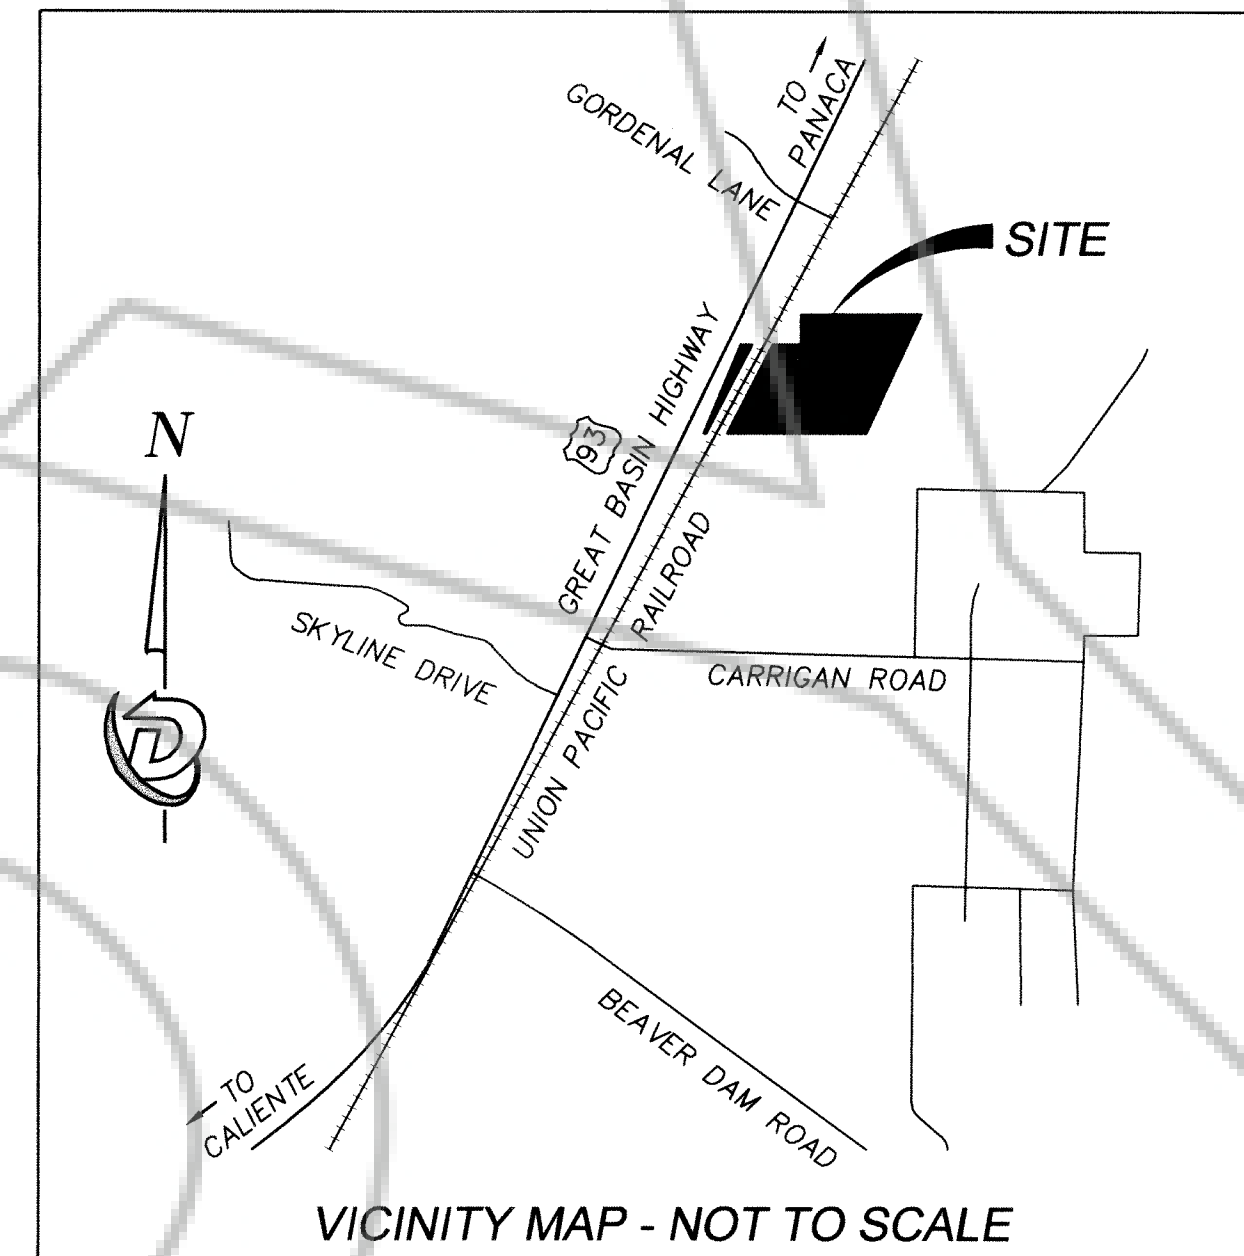 TO
PANACA
GORDENAL LANE
SITE
GREAT BASIN HIGHWAY
93
N
UNION PACIFIC RAILROAD
SKYLINE DRIVE
CARRIGAN ROAD
D
BEAVER DAM ROAD
TO
CALIENTE
VICINITY MAP - NOT TO SCALE